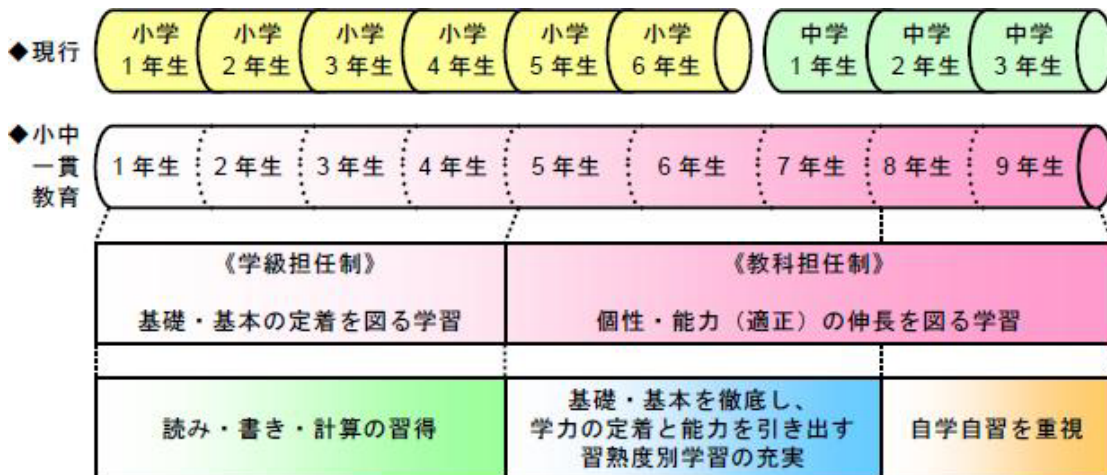 ◆現行
小学 小学 小学 小学 小学 小学 中学 中学 中学
1年生 2年生 3年生 4年生 5年生 6年生 1年生 2年生 3年生
◆小中
一貫
教育
1年生 2年生 3年生 4年生 5年生 6年生 7年生 8年生 9年生
《学級担任制》
基礎・基本の定着を図る学習
《教科担任制》
個性・能力（適正）の伸長を図る学習
読み・書き・計算の習得
基礎・基本を徹底し、
学力の定着と能力を引き出す
習熟度別学習の充実
自学自習を重視